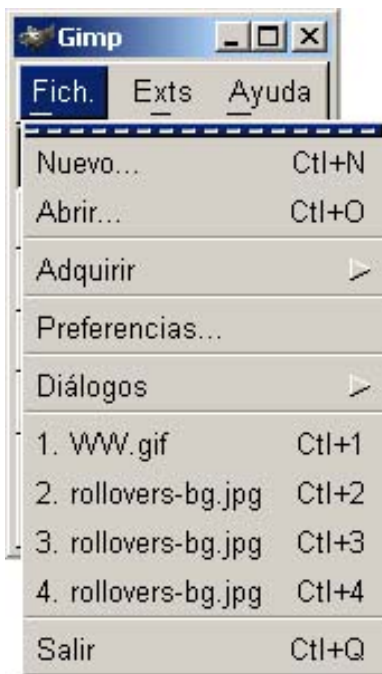 Gimp
Fich. Exts Ayuda
Nuevo... Ctl+N
Abrir... Ctl+O
Adquirir
Preferencias...
Diálogos
1. WW.gif Ctl+1
2. rollovers-bg.jpg Ctl+2
3. rollovers-bg.jpg Ctl+3
4. rollovers-bg.jpg Ctl+4
Salir Ctl+Q